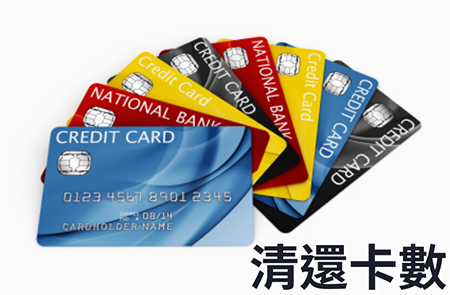 CREDIT CARD
0123 4567 8901 2345
08/14
CARDHOLDER NAME
NATIONAL BANK
Credit Card
CREDIT CARD
NATIONAL BANK
Credit Card
CREDIT CARD
CREDIT CARD
清還卡數